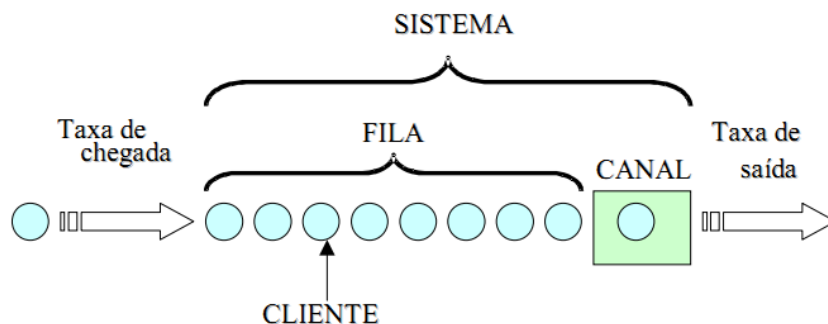 SISTEMA
Taxa de
chegada
FILA
CANAL
Taxa de
saída
CLIENTE